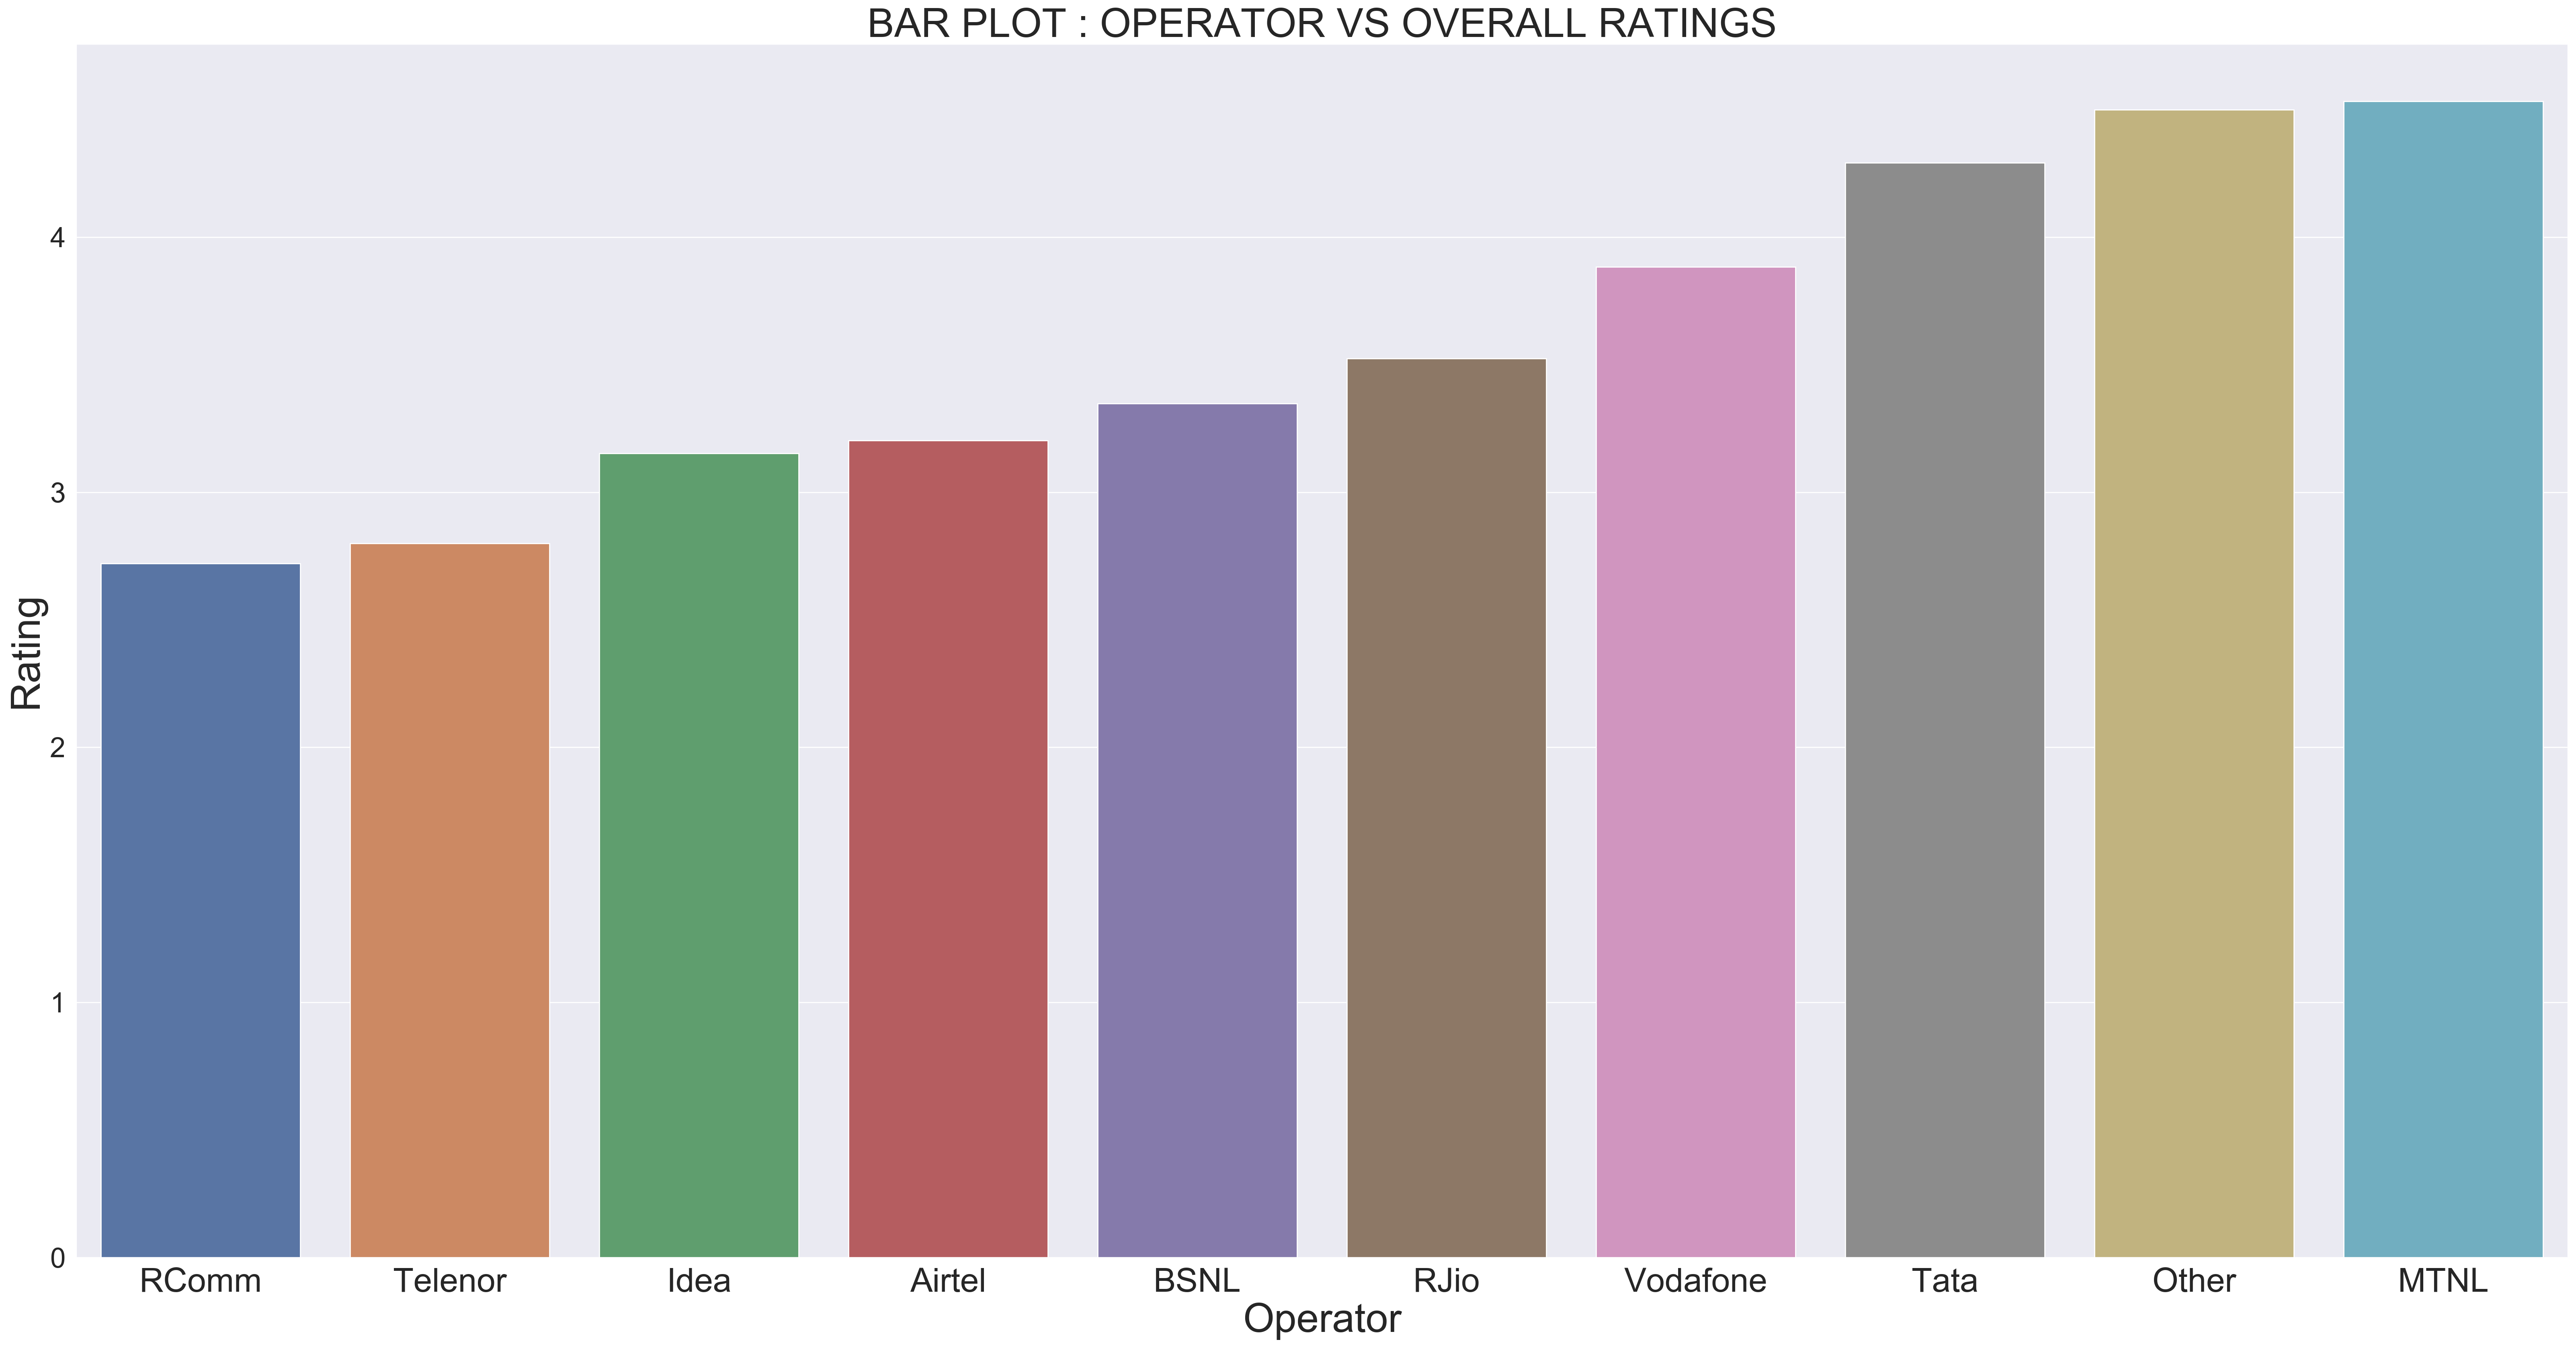 BAR PLOT : OPERATOR VS OVERALL RATINGS
Rating
4
3
2
1
0
RComm Telenor Idea Airtel BSNL RJio Vodafone Tata Other MTNL
Operator